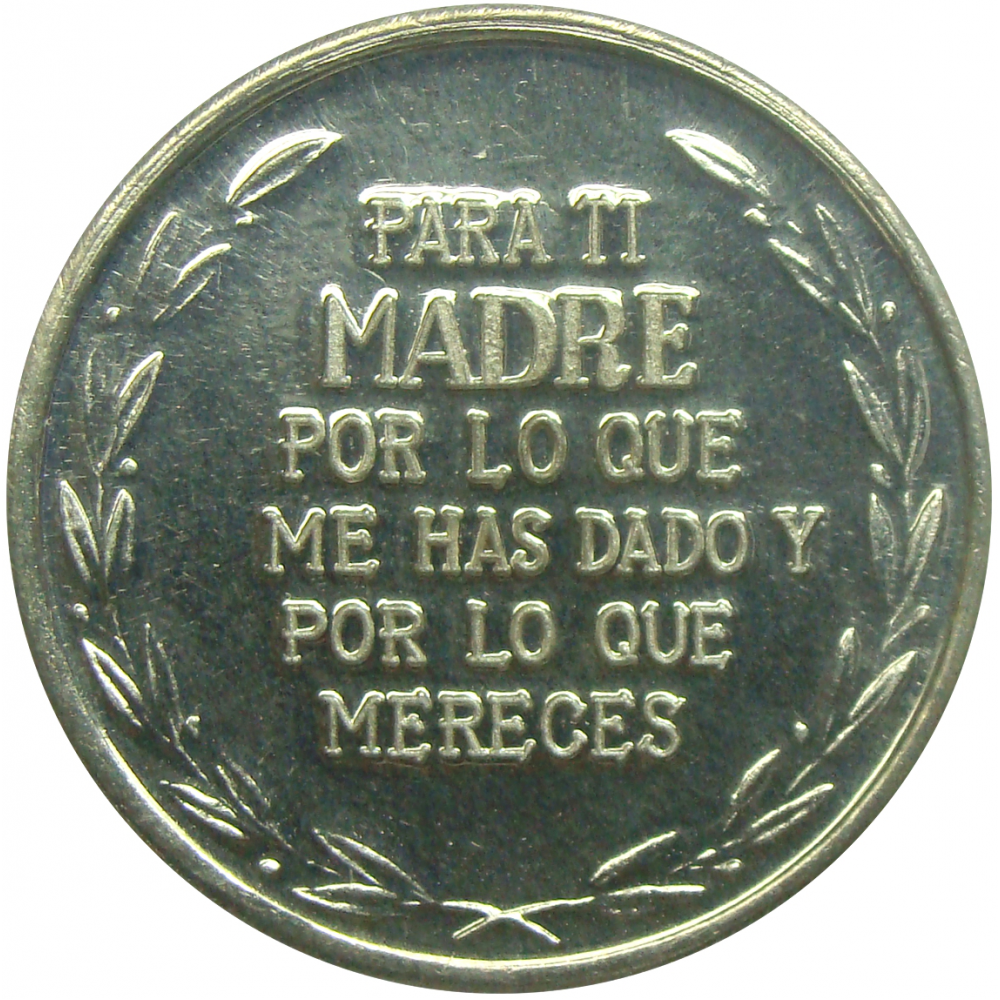 PARA TI
MADRE
POR LO QUE
ME HAS DADO Y
POR LO QUE
MERECES